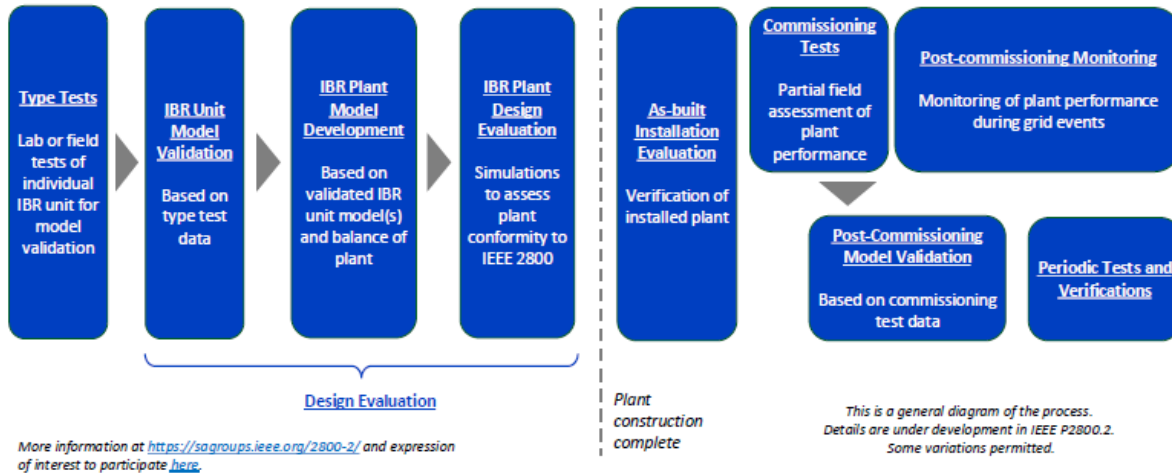 Type Tests
Lab or field
tests of
individual
IBR unit for
model
validation
IBR Unit
Model
Validation
Based on
type test
data
IBR Plant
Model
Development
Based on
validated IBR
unit model(s)
and balance of
plant
IBR Plant
Design
Evaluation
Simulations
to assess
plant
conformity to
IEEE 2800
Design Evaluation
More information at https://sagroups.ieee.org/2800-2/ and expression
of interest to participate here.
Plant
construction
complete
As-built
Installation
Evaluation
Verification of
installed plant
Commissioning
Tests
Partial field
assessment of
plant
performance
Post-commissioning Monitoring
Monitoring of plant performance
during grid events
Post-Commissioning
Model Validation
Based on commissioning
test data
Periodic Tests and
Verifications
This is a general diagram of the process.
Details are under development in IEEE P2800.2.
Some variations permitted.